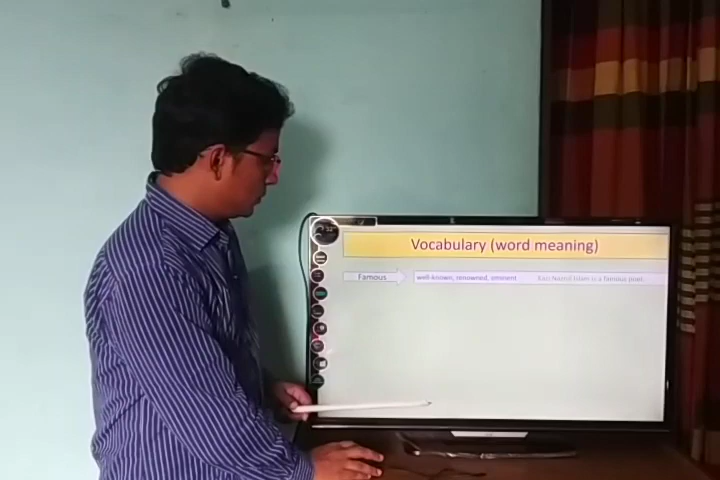 Vocabulary (word meaning)
Famous well-known, renowned, eminent Kazi Nazrul Islam is a famous poet.